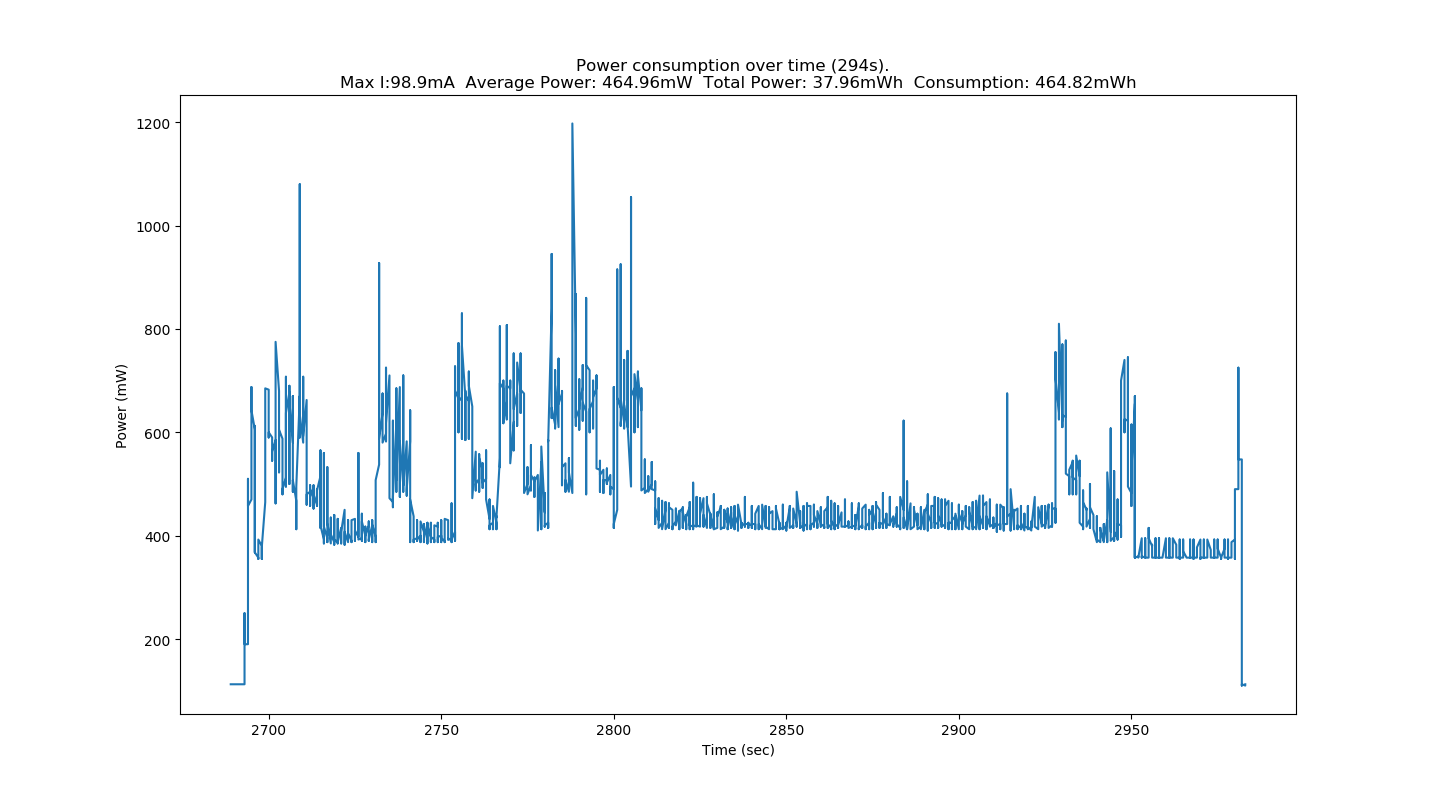 Power consumption over time (294s).
Max I:98.9mA  Average Power: 464.96mW  Total Power: 37.96mWh  Consumption: 464.82mWh
1200
1000
800
600
400
200
Power (mW)
2700 2750 2800 2850 2900 2950
Time (sec)